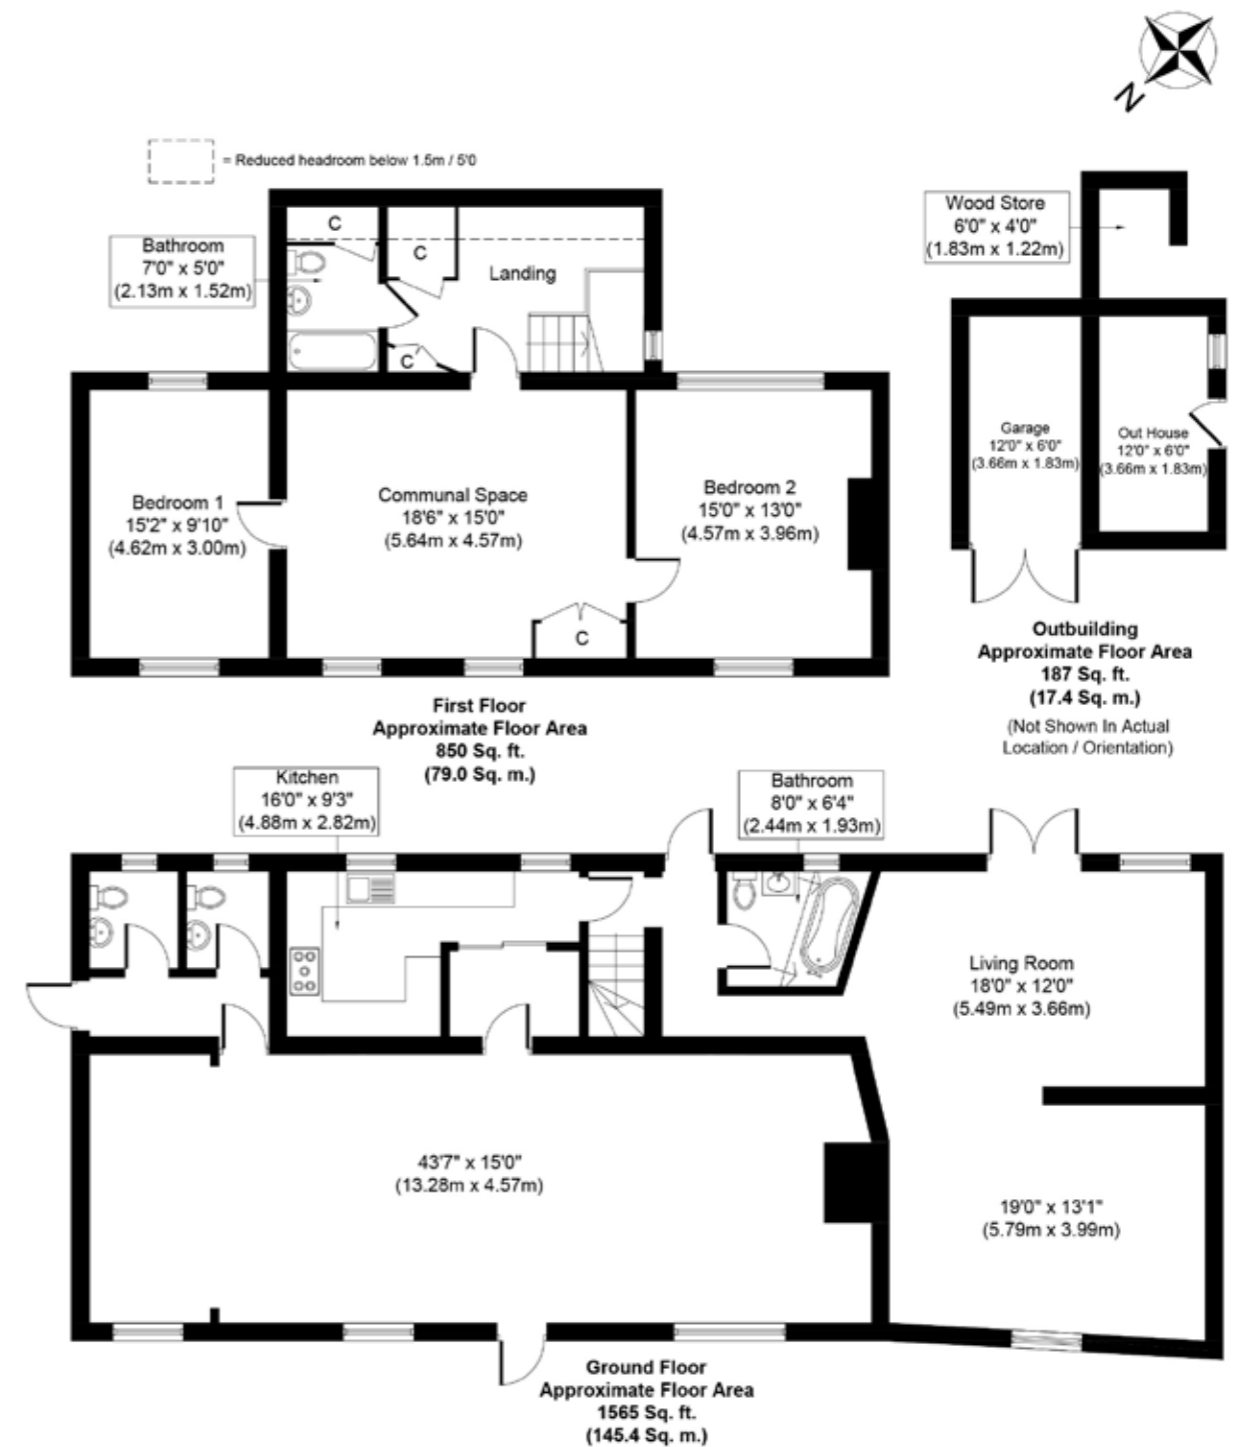 N
= Reduced headroom below 1.5m / 5'0
Bathroom
7'0" x 5'0"
(2.13m x 1.52m)
C
C
C
Landing
Wood Store
6'0" x 4'0"
(1.83m x 1.22m)
Bedroom 1
15'2" x 9'10"
(4.62m x 3.00m)
Communal Space
18'6" x 15'0"
(5.64m x 4.57m)
C
Bedroom 2
15'0" x 13'0"
(4.57m x 3.96m)
Garage
12'0" x 6'0"
(3.66m x 1.83m)
Out House
12'0" x 6'0"
(3.66m x 1.83m)
Outbuilding
Approximate Floor Area
187 Sq. ft.
(17.4 Sq. m.)
(Not Shown In Actual
Location / Orientation)
First Floor
Approximate Floor Area
850 Sq. ft.
(79.0 Sq. m.)
Kitchen
16'0" x 9'3"
(4.88m x 2.82m)
Bathroom
8'0" x 6'4"
(2.44m x 1.93m)
Living Room
18'0" x 12'0"
(5.49m x 3.66m)
43'7" x 15'0"
(13.28m x 4.57m)
19'0" x 13'1"
(5.79m x 3.99m)
Ground Floor
Approximate Floor Area
1565 Sq. ft.
(145.4 Sq. m.)